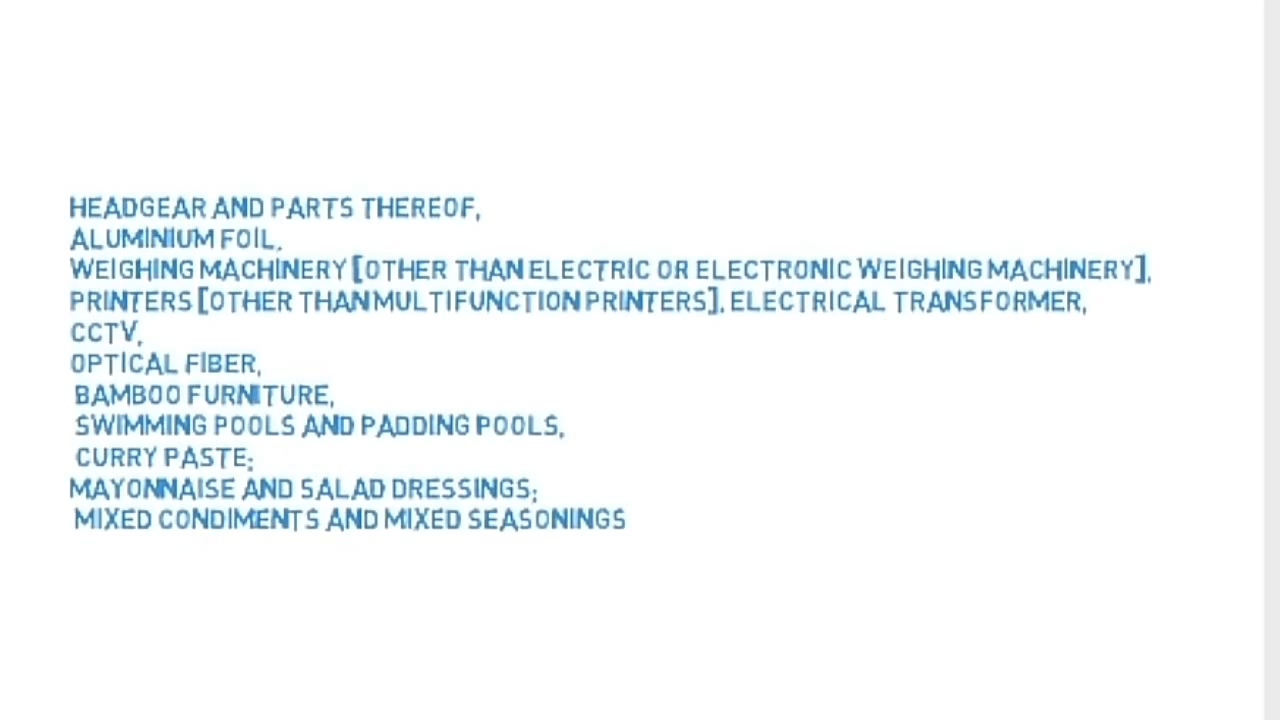 HEADGEAR AND PARTS THEREOF,
ALUMINIUM FOIL,
WEIGHING MACHINERY [OTHER THAN ELECTRIC OR ELECTRONIC WEIGHING MACHINERY],
PRINTERS [OTHER THAN MULTIFUNCTION PRINTERS], ELECTRICAL TRANSFORMER,
CCTV,
OPTICAL FIBER,
BAMBOO FURNITURE,
SWIMMING POOLS AND PADDING POOLS,
CURRY PASTE;
MAYONNAISE AND SALAD DRESSINGS;
MIXED CONDIMENTS AND MIXED SEASONINGS